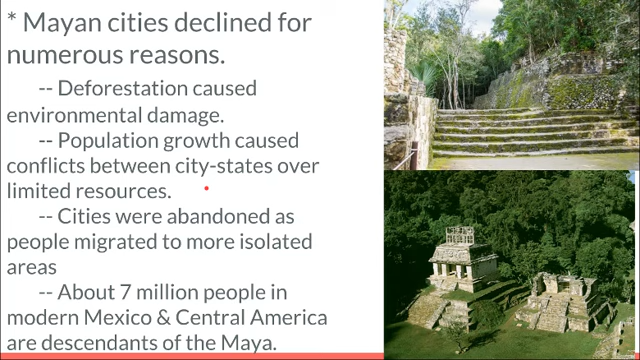 * Mayan cities declined for
numerous reasons.
-- Deforestation caused
environmental damage.
-- Population growth caused
conflicts between city-states over
limited resources.
-- Cities were abandoned as
people migrated to more isolated
areas
-- About 7 million people in
modern Mexico & Central America
are descendants of the Maya.